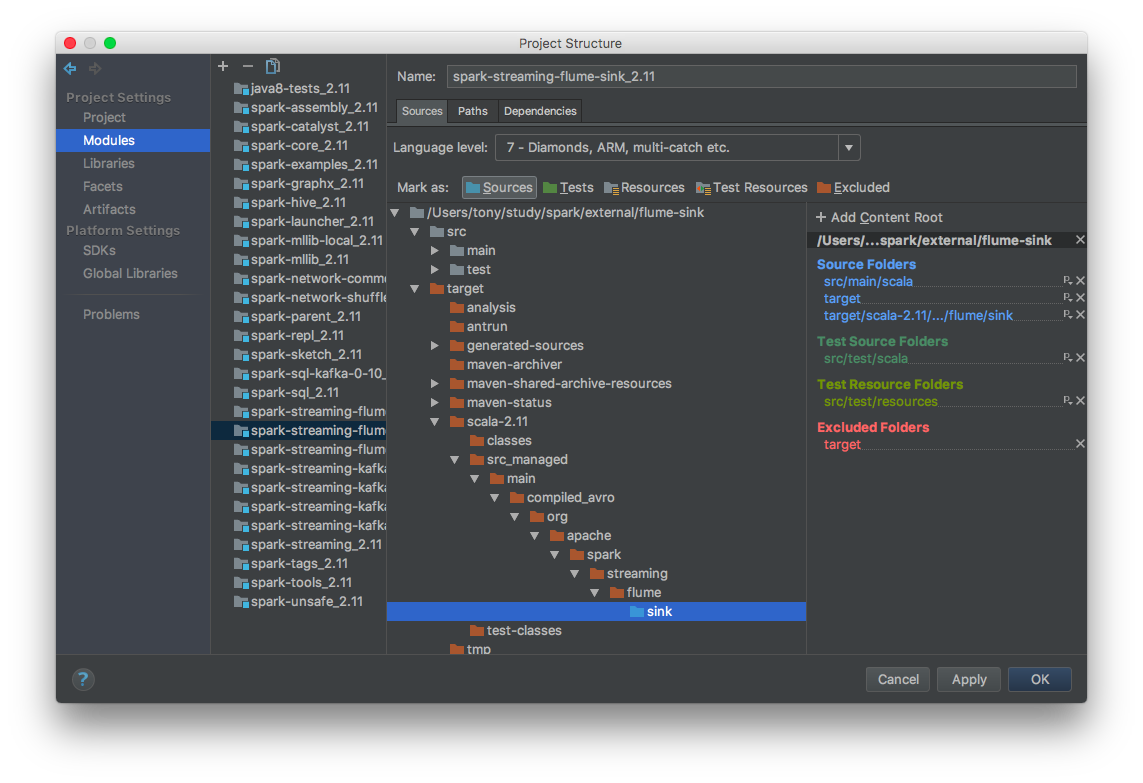 Project Structure
Project Settings
Project
Modules
Libraries
Facets
Artifacts
Platform Settings
SDKs
Global Libraries
Problems
java8-tests_2.11
spark-assembly_2.11
spark-catalyst_2.11
spark-core_2.11
spark-examples_2.11
spark-graphx_2.11
spark-hive_2.11
spark-launcher_2.11
spark-mllib-local_2.11
spark-mllib_2.11
spark-network-comm
spark-network-shuffle
spark-parent_2.11
spark-repl_2.11
spark-sketch_2.11
spark-sql-kafka-0-10_
spark-sql_2.11
spark-streaming-flum
spark-streaming-flum
spark-streaming-flum
spark-streaming-kafka
spark-streaming-kafka
spark-streaming-kafka
spark-streaming-kafka
spark-streaming_2.11
spark-tags_2.11
spark-tools_2.11
spark-unsafe_2.11
Name: spark-streaming-flume-sink_2.11
Sources Paths Dependencies
Language level: 7 - Diamonds, ARM, multi-catch etc.
Mark as: Sources Tests Resources Test Resources Excluded
/Users/tony/study/spark/external/flume-sink
src
main
test
target
analysis
antrun
generated-sources
maven-archiver
maven-shared-archive-resources
maven-status
scala-2.11
classes
src_managed
main
compiled_avro
org
apache
spark
streaming
flume
sink
test-classes
tmp
+ Add Content Root
/Users/...spark/external/flume-sink
Source Folders
src/main/scala
target
target/scala-2.11/.../flume/sink
Test Source Folders
src/test/scala
Test Resource Folders
src/test/resources
Excluded Folders
target
?
Cancel Apply OK